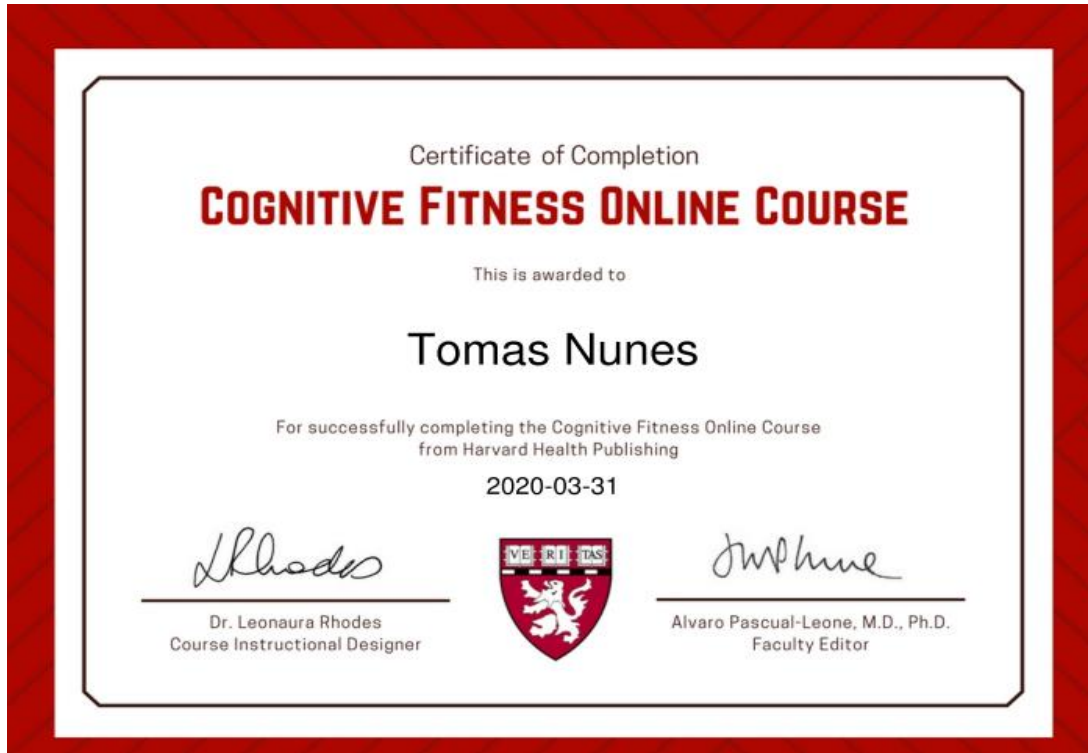 Certificate of Completion
COGNITIVE FITNESS ONLINE COURSE
This is awarded to
Tomas Nunes
For successfully completing the Cognitive Fitness Online Course
from Harvard Health Publishing
2020-03-31
LRhodes
VE RI TAS
Dr. Leonaura Rhodes
Course Instructional Designer
Alvaro Pascual-Leone, M.D., Ph.D.
Faculty Editor